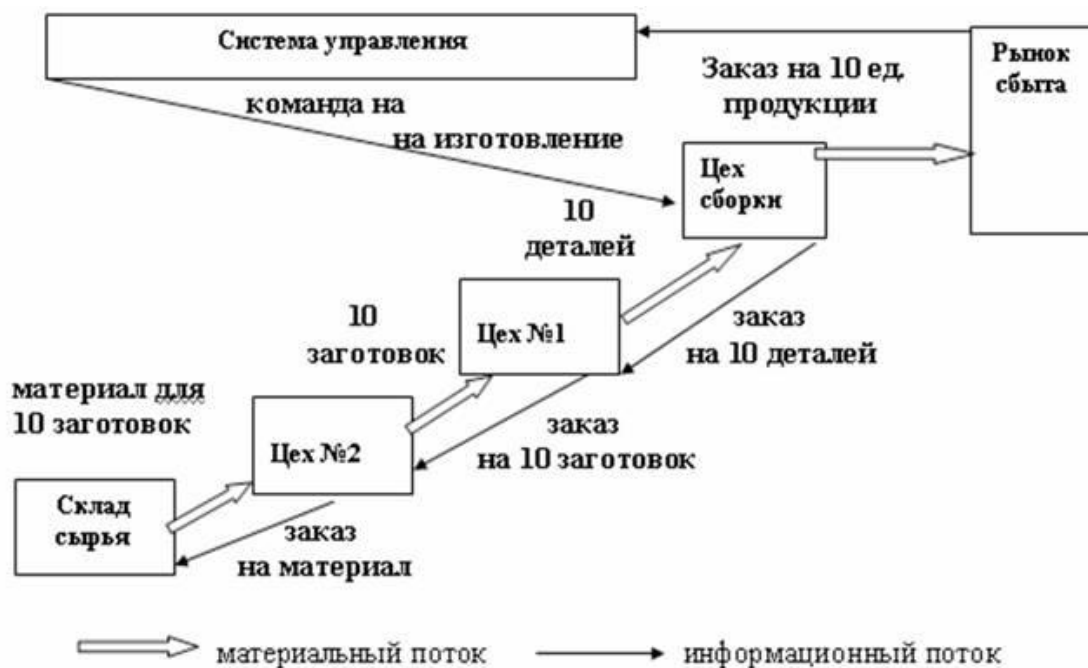 Система управления
Рынок
сбыта
Заказ на 10 ед.
продукции
команда на
на изготовление
Цех
сборки
10
деталей
10
заготовок
Цех №1
заказ
на 10 деталей
материал для
10 заготовок
Цех №2
заказ
на 10 заготовок
Склад
сырья
заказ
на материал
материальный поток
информационный поток